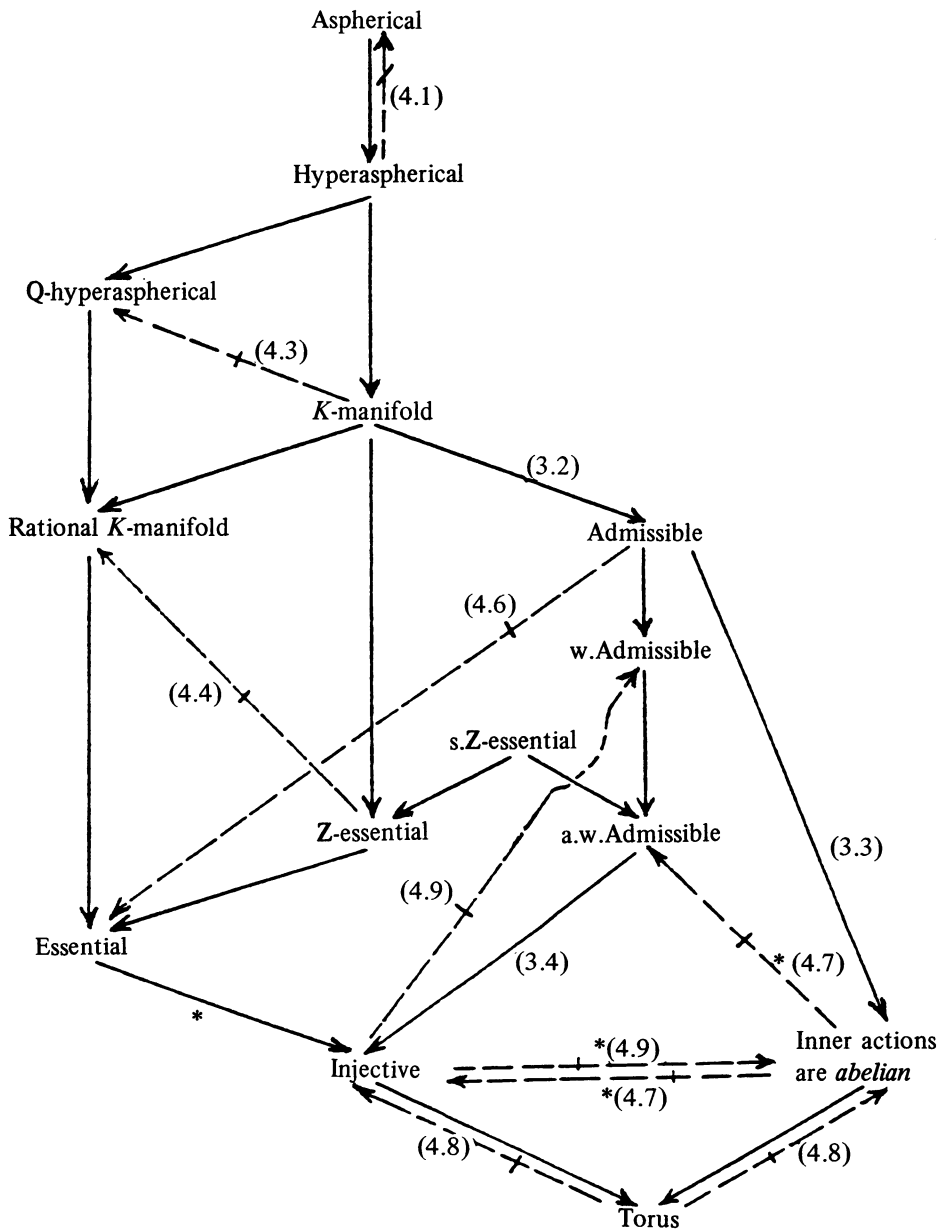 Aspherical
(4.1)
Hyperaspherical
Q-hyperaspherical
(4.3)
K-manifold
(3.2)
Rational K-manifold
Admissible
(4.6)
w.Admissible
(4.4)
s.Z-essential
Z-essential
a.w.Admissible
(3.3)
(4.9)
Essential
(3.4)
*(4.7)
*
Inner actions
are abelian
*(4.9)
Injective
*(4.7)
(4.8)
(4.8)
Torus